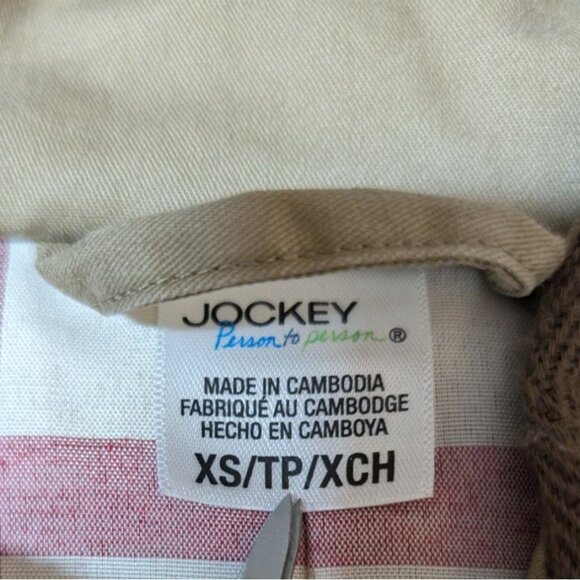 JOCKEY
Person to person ®
MADE IN CAMBODIA
FABRIQUÉ AU CAMBODGE
HECHO EN CAMBOYA
XS/TP/XCH